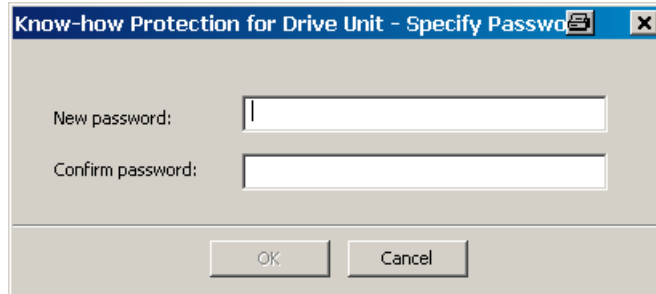 Know-how Protection for Drive Unit - Specify Passwo
New password:
Confirm password:
OK
Cancel